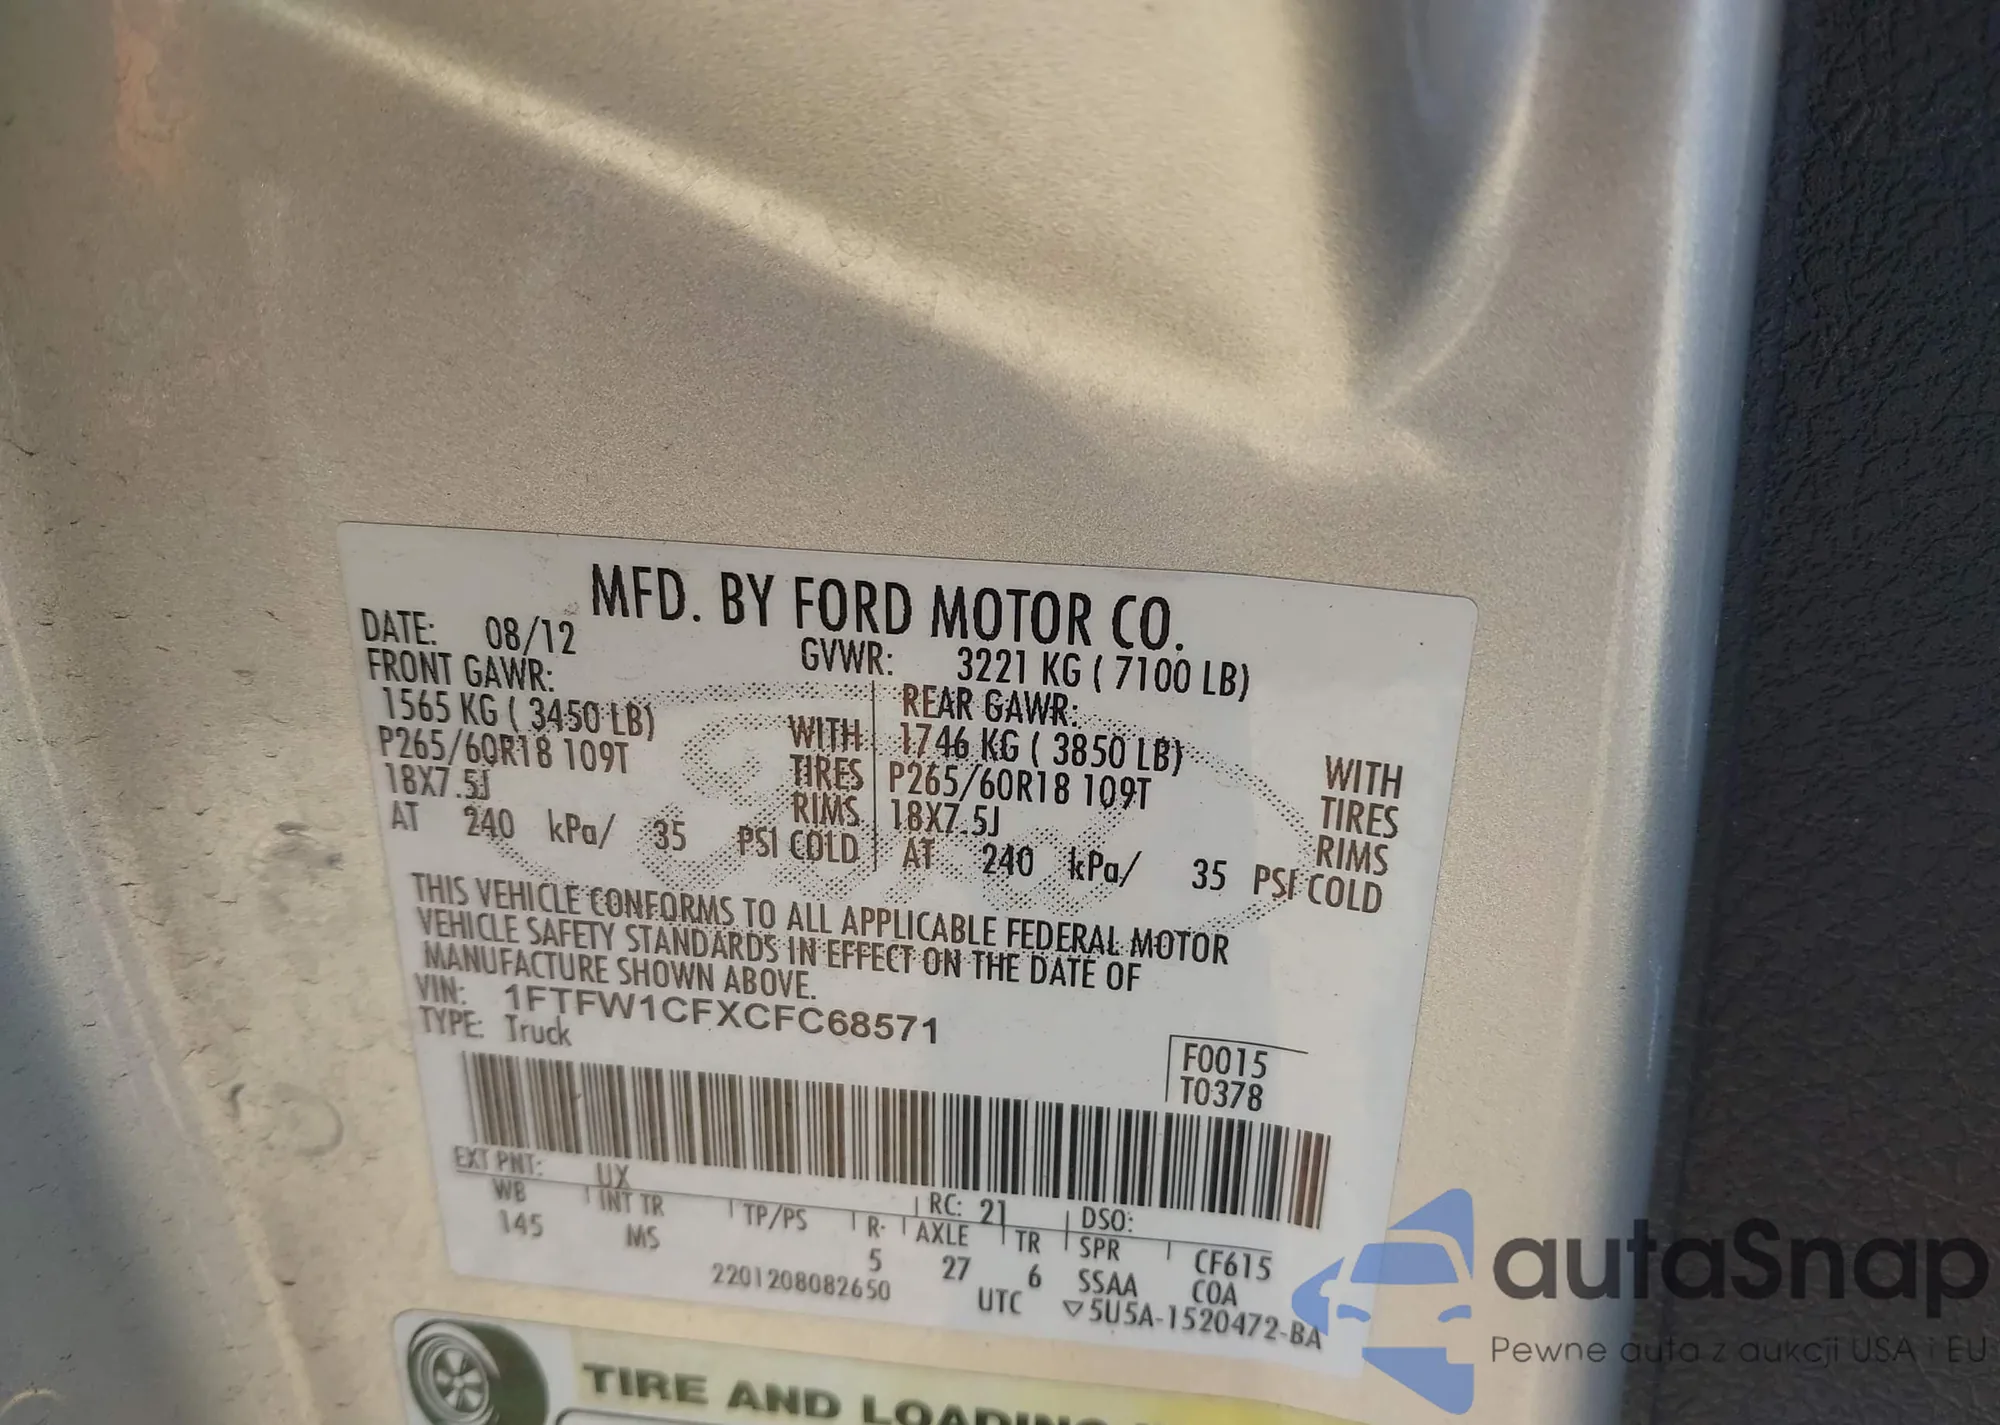 MFD. BY FORD MOTOR CO.
DATE: 08/12 GVWR: 3221 KG ( 7100 LB)
FRONT GAWR: REAR GAWR:
1565 KG ( 3450 LB) WITH 1746 KG ( 3850 LB) WITH
P265/60R18 109T TIRES P265/60R18 109T TIRES
18X7.5J RIMS 18X7.5J RIMS
AT 240 kPa/ 35 PSI COLD AT 240 kPa/ 35 PSI COLD
THIS VEHICLE CONFORMS TO ALL APPLICABLE FEDERAL MOTOR
VEHICLE SAFETY STANDARDS IN EFFECT ON THE DATE OF
MANUFACTURE SHOWN ABOVE.
VIN: 1FTFW1CFXCFC68571
TYPE: Truck
F0015
T0378
EXT PNT: UX RC: 21 DSO:
WB INT TR TP/PS R- AXLE TR SPR CF615
145 MS 5 27 6 SSAA COA
2201208082650 UTC ▽5U5A-1520472-BA
TIRE AND LOADING
autaSnap
Pewne auta z aukcji USA i EU